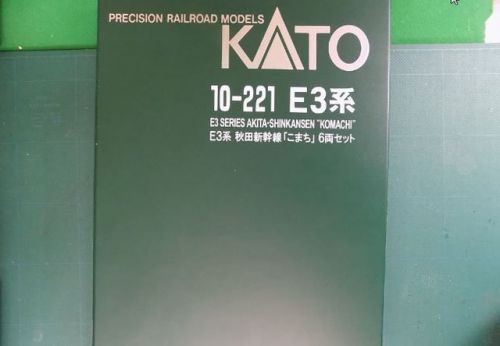 PRECISION RAILROAD MODELS
KATO
10-221 E3系
E3 SERIES AKITA-SHINKANSEN "KOMACHI"
E3系 秋田新幹線「こまち」6両セット